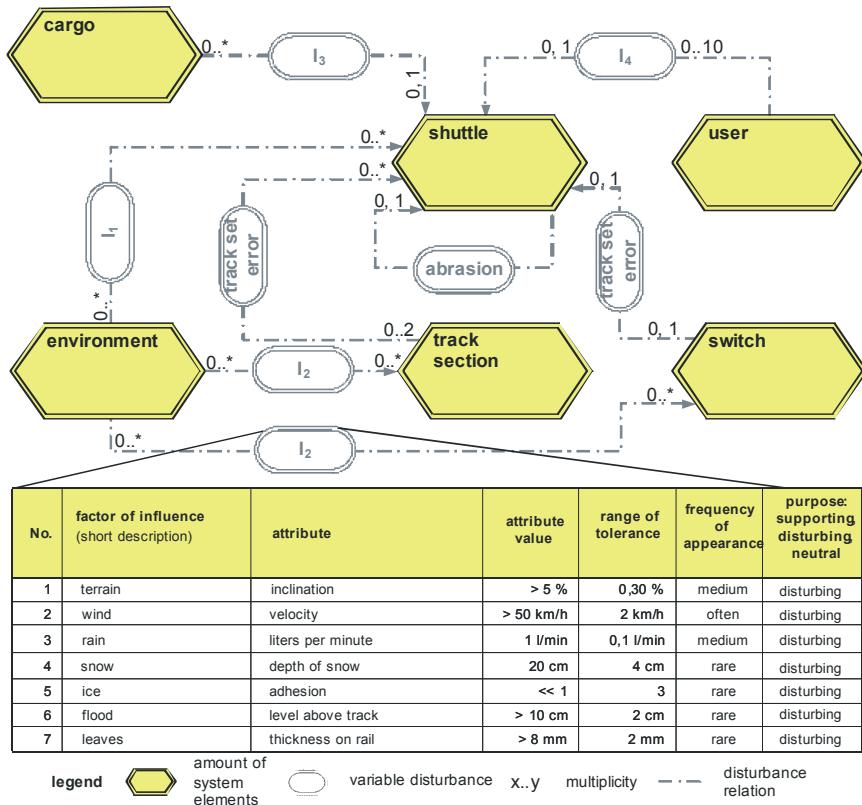 cargo
0..*
I3
0, 1
0, 1
I4
0..10
shuttle
user
0..*
0..*
0, 1
0, 1
I1
track set
error
abrasion
track set
error
0..*
environment
0..*
I2
0..*
0..2
track
section
0, 1
switch
0..*
0..*
I2
No.
factor of influence
(short description)
attribute
attribute
value
range of
tolerance
frequency
of
appearance
purpose:
supporting,
disturbing,
neutral
1 terrain inclination > 5 % 0,30 % medium disturbing
2 wind velocity > 50 km/h 2 km/h often disturbing
3 rain liters per minute 1 l/min 0,1 l/min medium disturbing
4 snow depth of snow 20 cm 4 cm rare disturbing
5 ice adhesion << 1 3 rare disturbing
6 flood level above track > 10 cm 2 cm rare disturbing
7 leaves thickness on rail > 8 mm 2 mm rare disturbing
legend
amount of
system
elements
variable disturbance
x..y
multiplicity
disturbance
relation